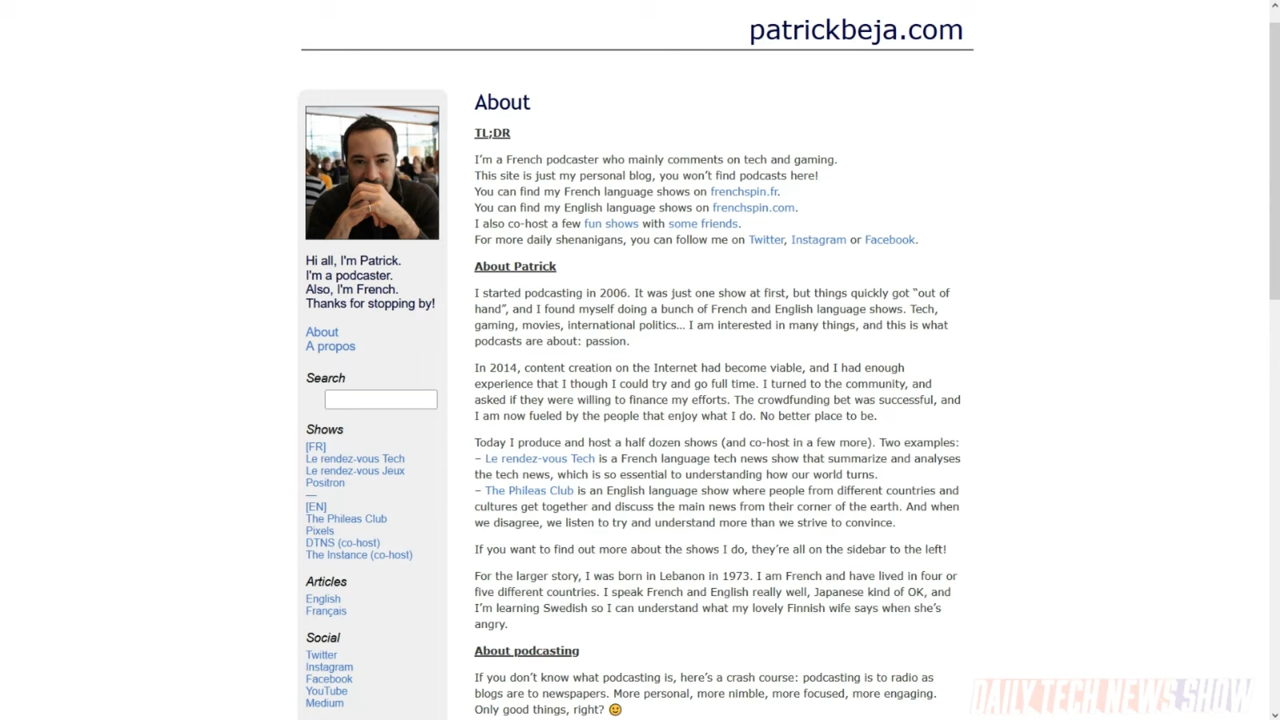 patrickbeja.com
Hi all, I'm Patrick.
I'm a podcaster.
Also, I'm French.
Thanks for stopping by!
About
A propos
Search
Shows
[FR]
Le rendez-vous Tech
Le rendez-vous Jeux
Positron
—
[EN]
The Phileas Club
Pixels
DTNS (co-host)
The Instance (co-host)
Articles
English
Français
Social
Twitter
Instagram
Facebook
YouTube
Medium
About
TL;DR
I'm a French podcaster who mainly comments on tech and gaming.
This site is just my personal blog, you won't find podcasts here!
You can find my French language shows on frenchspin.fr.
You can find my English language shows on frenchspin.com.
I also co-host a few fun shows with some friends.
For more daily shenanigans, you can follow me on Twitter, Instagram or Facebook.
About Patrick
I started podcasting in 2006. It was just one show at first, but things quickly got “out of
hand”, and I found myself doing a bunch of French and English language shows. Tech,
gaming, movies, international politics… I am interested in many things, and this is what
podcasts are about: passion.
In 2014, content creation on the Internet had become viable, and I had enough
experience that I though I could try and go full time. I turned to the community, and
asked if they were willing to finance my efforts. The crowdfunding bet was successful, and
I am now fueled by the people that enjoy what I do. No better place to be.
Today I produce and host a half dozen shows (and co-host in a few more). Two examples:
– Le rendez-vous Tech is a French language tech news show that summarize and analyses
the tech news, which is so essential to understanding how our world turns.
– The Phileas Club is an English language show where people from different countries and
cultures get together and discuss the main news from their corner of the earth. And when
we disagree, we listen to try and understand more than we strive to convince.
If you want to find out more about the shows I do, they're all on the sidebar to the left!
For the larger story, I was born in Lebanon in 1973. I am French and have lived in four or
five different countries. I speak French and English really well, Japanese kind of OK, and
I'm learning Swedish so I can understand what my lovely Finnish wife says when she's
angry.
About podcasting
If you don't know what podcasting is, here's a crash course: podcasting is to radio as
blogs are to newspapers. More personal, more nimble, more focused, more engaging.
Only good things, right? 🙂
DAILY TECH NEWS SHOW